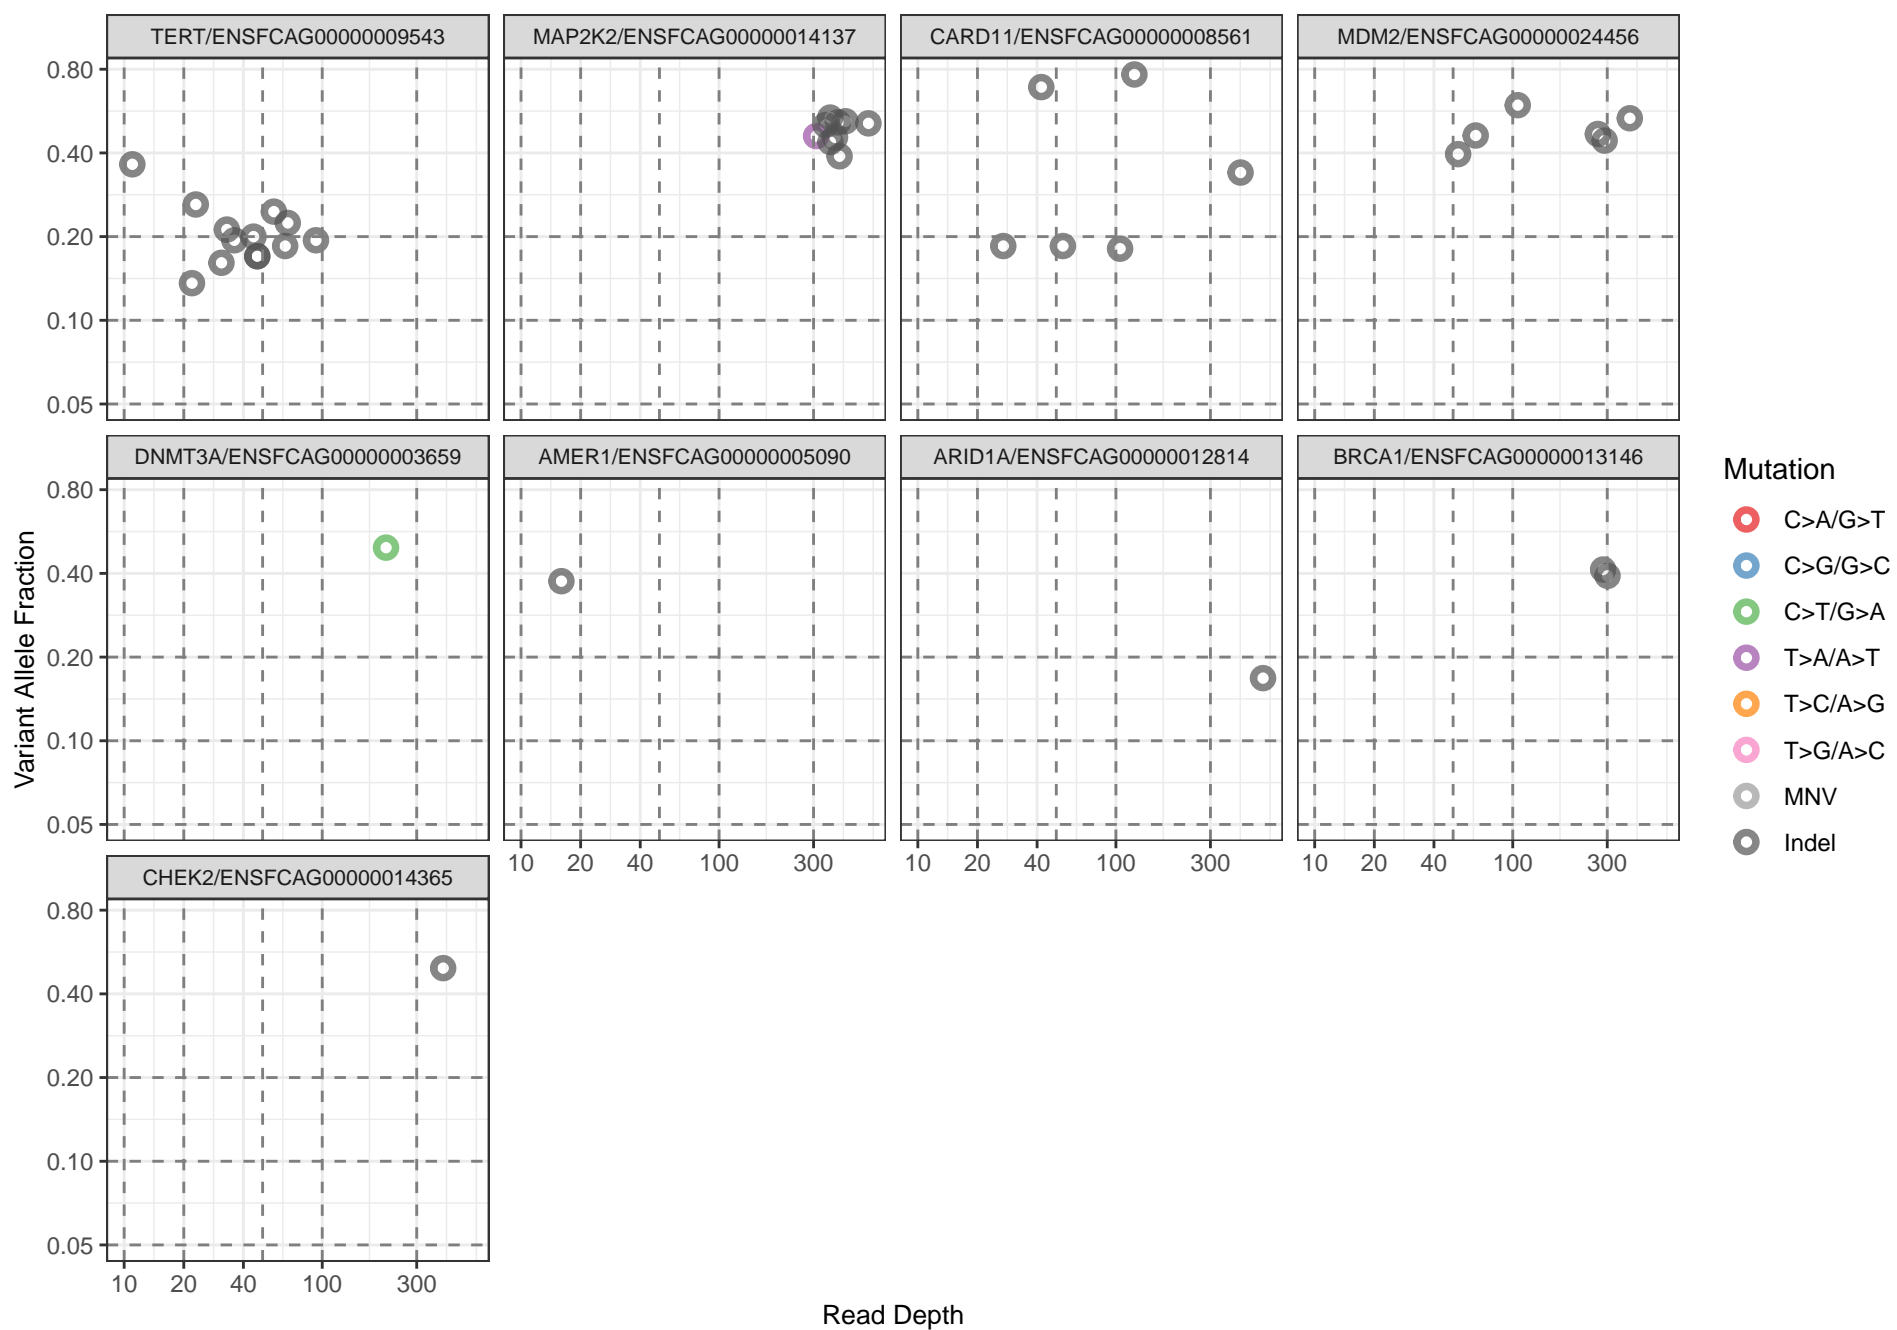 TERT/ENSFCAG00000009543
MAP2K2/ENSFCAG00000014137
CARD11/ENSFCAG00000008561
MDM2/ENSFCAG00000024456
0.80
0.40
0.20
0.10
0.05
DNMT3A/ENSFCAG00000003659
AMER1/ENSFCAG00000005090
ARID1A/ENSFCAG00000012814
BRCA1/ENSFCAG00000013146
0.80
0.40
0.20
0.10
0.05
10 20 40 100 300
10 20 40 100 300
10 20 40 100 300
CHEK2/ENSFCAG00000014365
0.80
0.40
0.20
0.10
0.05
10 20 40 100 300
Read Depth
Variant Allele Fraction
Mutation
C>A/G>T
C>G/G>C
C>T/G>A
T>A/A>T
T>C/A>G
T>G/A>C
MNV
Indel